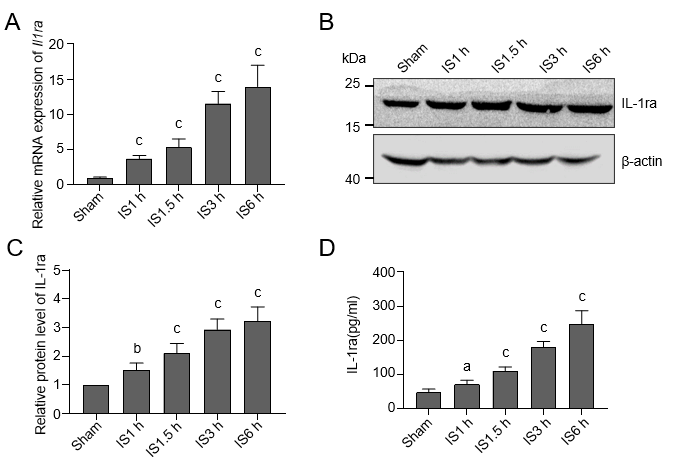 A
Relative mRNA expression of Il1ra
20
15
10
5
0
c
c
c
c
Sham
IS1 h
IS1.5 h
IS3 h
IS6 h
B
kDa
Sham
IS1 h
IS1.5 h
IS3 h
IS6 h
25
15
IL-1ra
40
β-actin
C
Relative protein level of IL-1ra
5
4
3
2
1
0
b
c
c
c
Sham
IS1 h
IS1.5 h
IS3 h
IS6 h
D
IL-1ra(pg/ml)
400
300
200
100
0
a
c
c
c
Sham
IS1 h
IS1.5 h
IS3 h
IS6 h